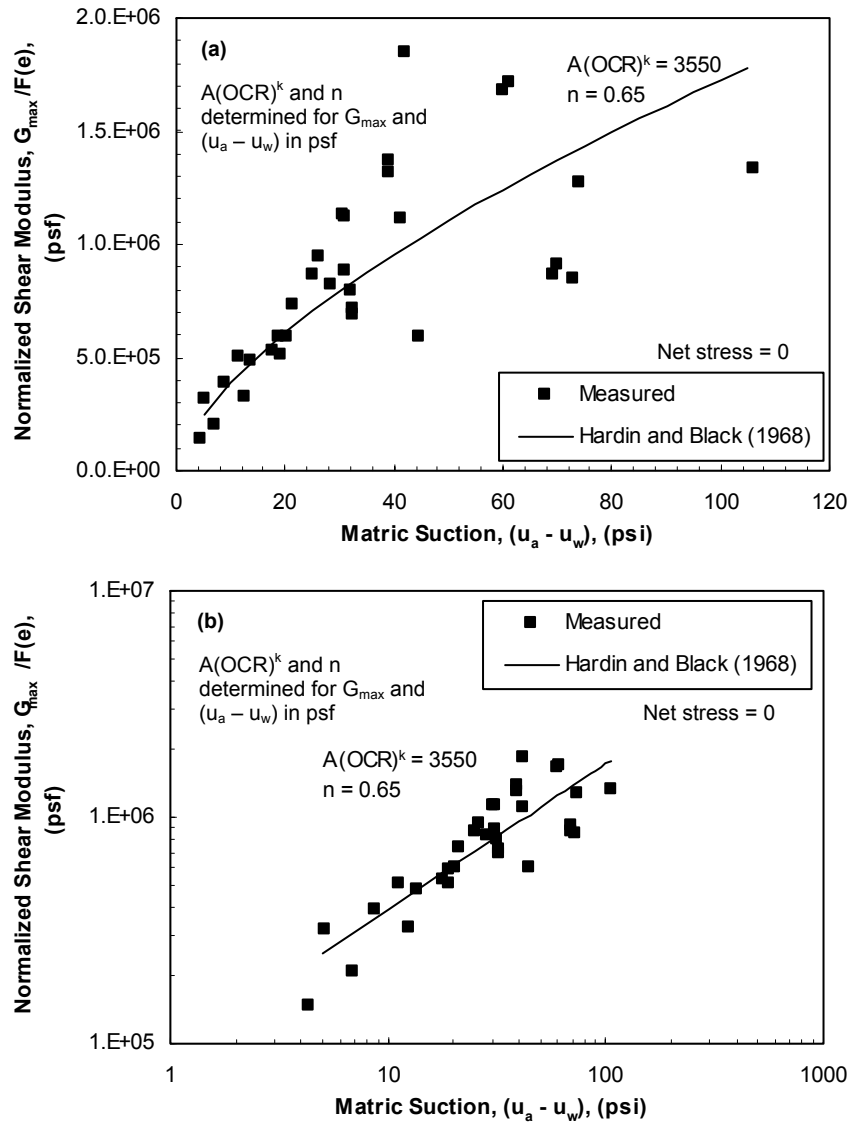 (a)
A(OCR)^k and n
determined for G_max and
(u_a – u_w) in psf
A(OCR)^k = 3550
n = 0.65
Net stress = 0
Measured
Hardin and Black (1968)
Normalized Shear Modulus, G_max /F(e),
(psf)
2.0.E+06
1.5.E+06
1.0.E+06
5.0.E+05
0.0.E+00
0 20 40 60 80 100 120
Matric Suction, (u_a - u_w), (psi)
(b)
A(OCR)^k and n
determined for G_max and
(u_a – u_w) in psf
A(OCR)^k = 3550
n = 0.65
Measured
Hardin and Black (1968)
Net stress = 0
Normalized Shear Modulus, G_max /F(e),
(psf)
1.E+07
1.E+06
1.E+05
1 10 100 1000
Matric Suction, (u_a - u_w), (psi)